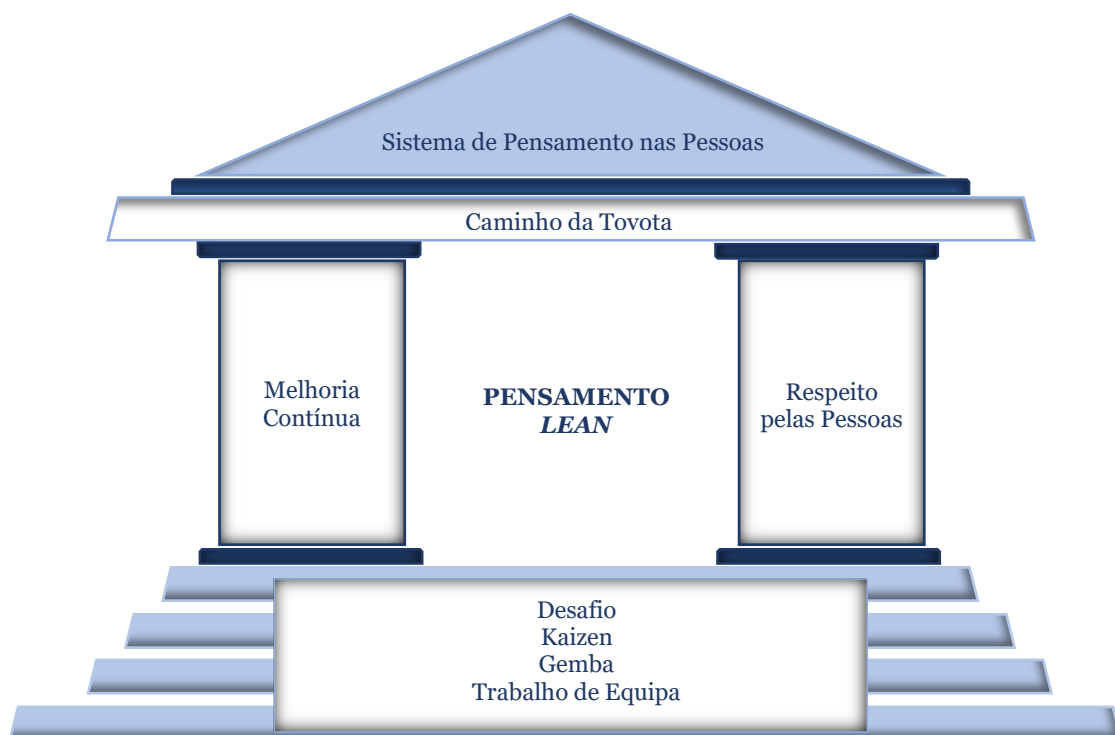 Sistema de Pensamento nas Pessoas
Caminho da Tovota
Melhoria
Contínua
PENSAMENTO
LEAN
Respeito
pelas Pessoas
Desafio
Kaizen
Gemba
Trabalho de Equipa